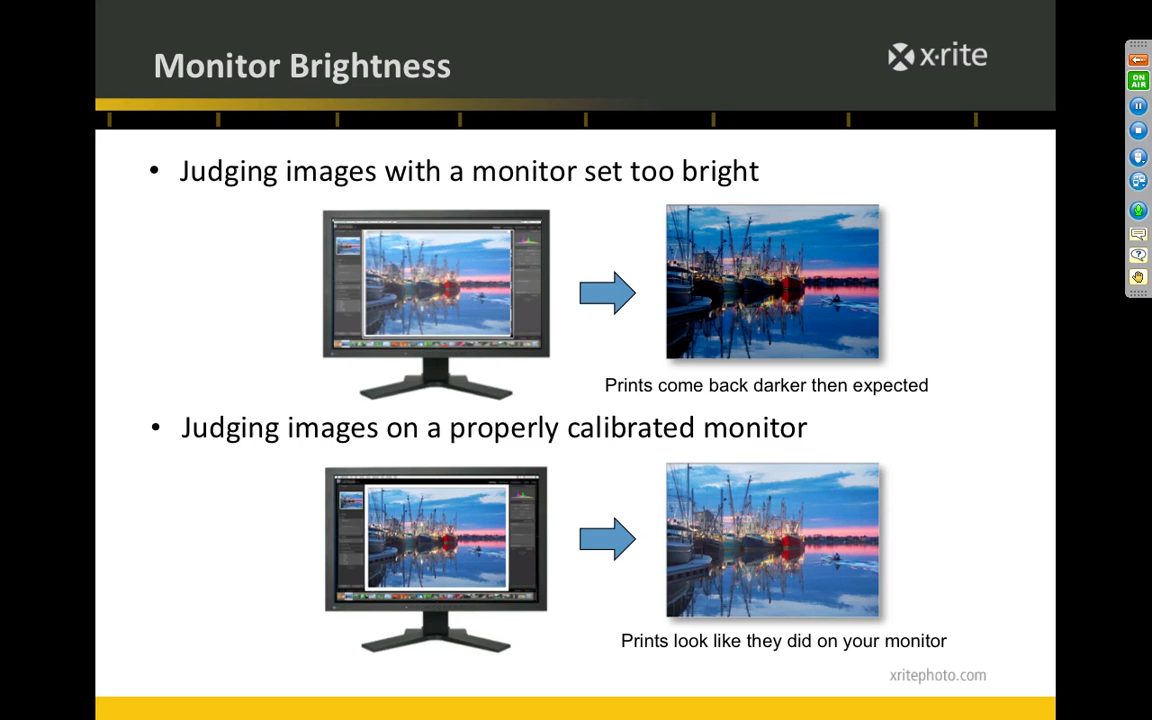 Monitor Brightness
x·rite
ON
AIR
• Judging images with a monitor set too bright
Prints come back darker then expected
• Judging images on a properly calibrated monitor
Prints look like they did on your monitor
xritephoto.com